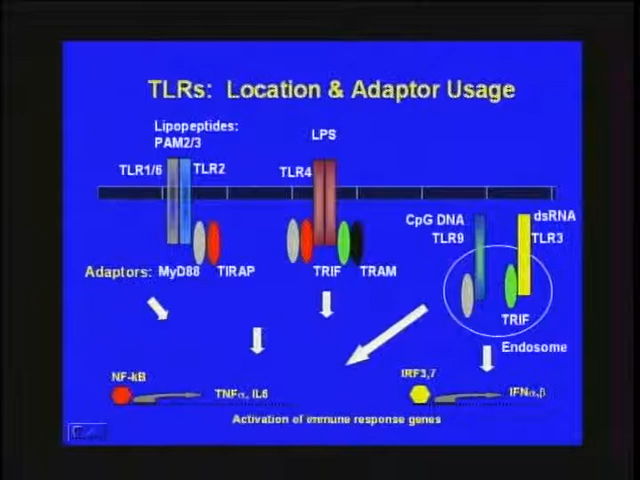 TLRs: Location & Adaptor Usage
Lipopeptides:
PAM2/3
LPS
TLR1/6
TLR2
TLR4
CpG DNA
TLR9
dsRNA
TLR3
Adaptors: MyD88
TIRAP
TRIF
TRAM
TRIF
Endosome
NF-kB
TNFα, IL6
IRF3,7
IFNα,β
Activation of immune response genes